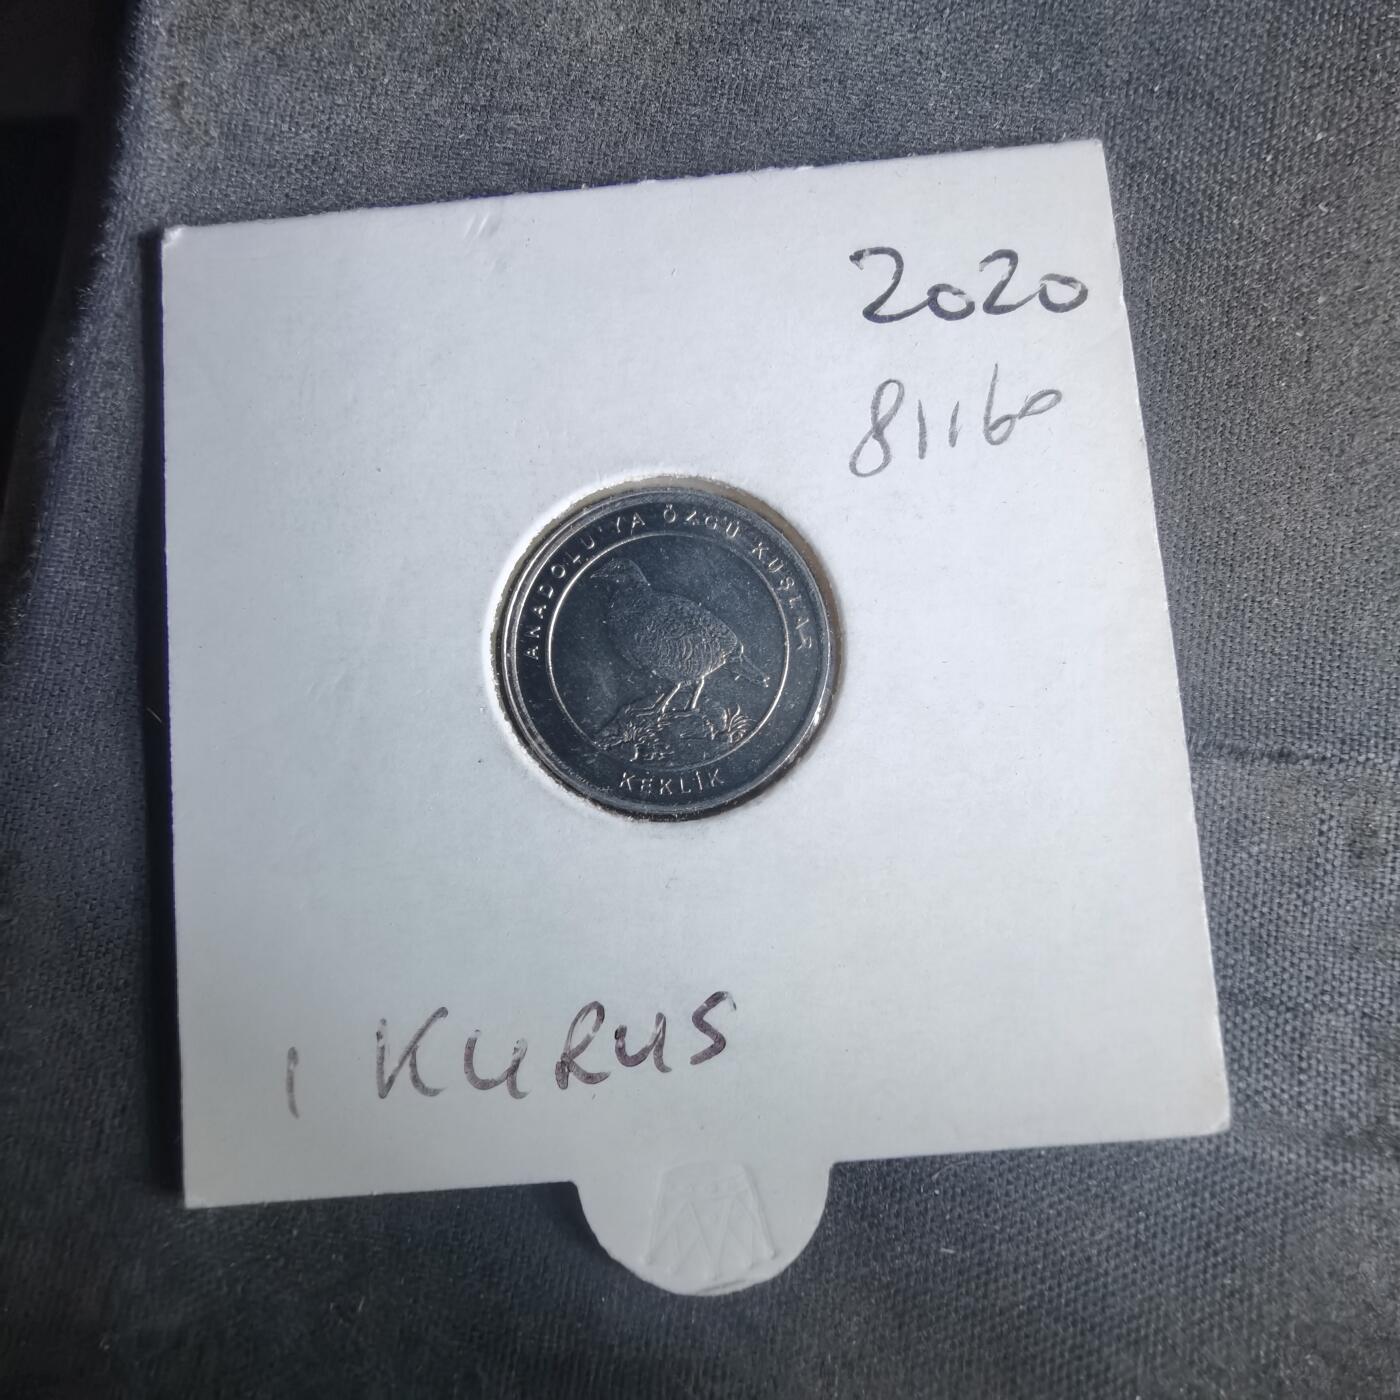 2020
81160
ANADOLU'YA ÖZGÜ KUŞLAR
KEKLİK
1 KURUS